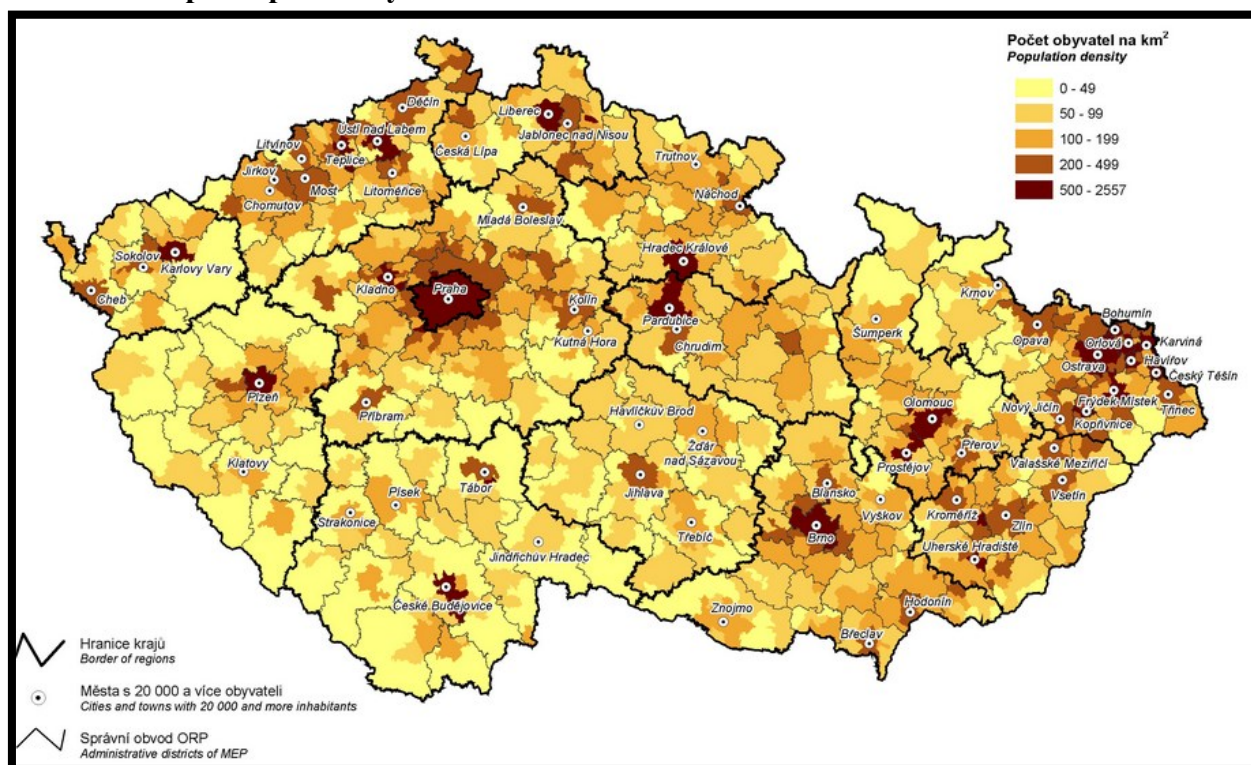 Počet obyvatel na km²
Population density
0 - 49
50 - 99
100 - 199
200 - 499
500 - 2557
Děčín
Liberec
Ústí nad Labem
Jablonec nad Nisou
Litvínov
Teplice
Česká Lípa
Trutnov
Jirkov
Most
Litoměřice
Chomutov
Náchod
Mladá Boleslav
Sokolov
Karlovy Vary
Hradec Králové
Cheb
Kladno
Praha
Kolín
Krnov
Pardubice
Kutná Hora
Chrudim
Šumperk
Opava
Bohumín
Orlová
Karviná
Ostrava
Havířov
Český Těšín
Plzeň
Příbram
Havlíčkův Brod
Olomouc
Nový Jičín
Frýdek Místek
Třinec
Kopřivnice
Žďár
nad Sázavou
Přerov
Prostějov
Valašské Meziříčí
Klatovy
Tábor
Jihlava
Blansko
Vsetín
Písek
Vyškov
Kroměříž
Zlín
Strakonice
Třebíč
Brno
Uherské Hradiště
Jindřichův Hradec
České Budějovice
Znojmo
Hodonín
Břeclav
Hranice krajů
Border of regions
Města s 20 000 a více obyvateli
Cities and towns with 20 000 and more inhabitants
Správní obvod ORP
Administrative districts of MEP